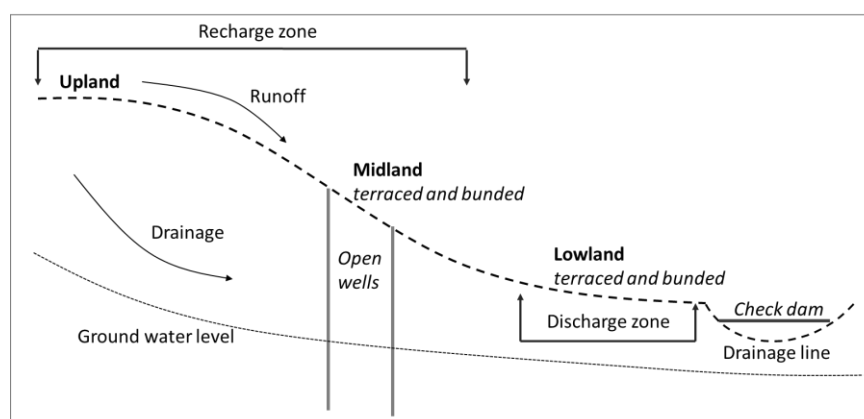 Recharge zone
Upland
Runoff
Midland
terraced and bunded
Drainage
Open
wells
Lowland
terraced and bunded
Check dam
Discharge zone
Ground water level
Drainage line